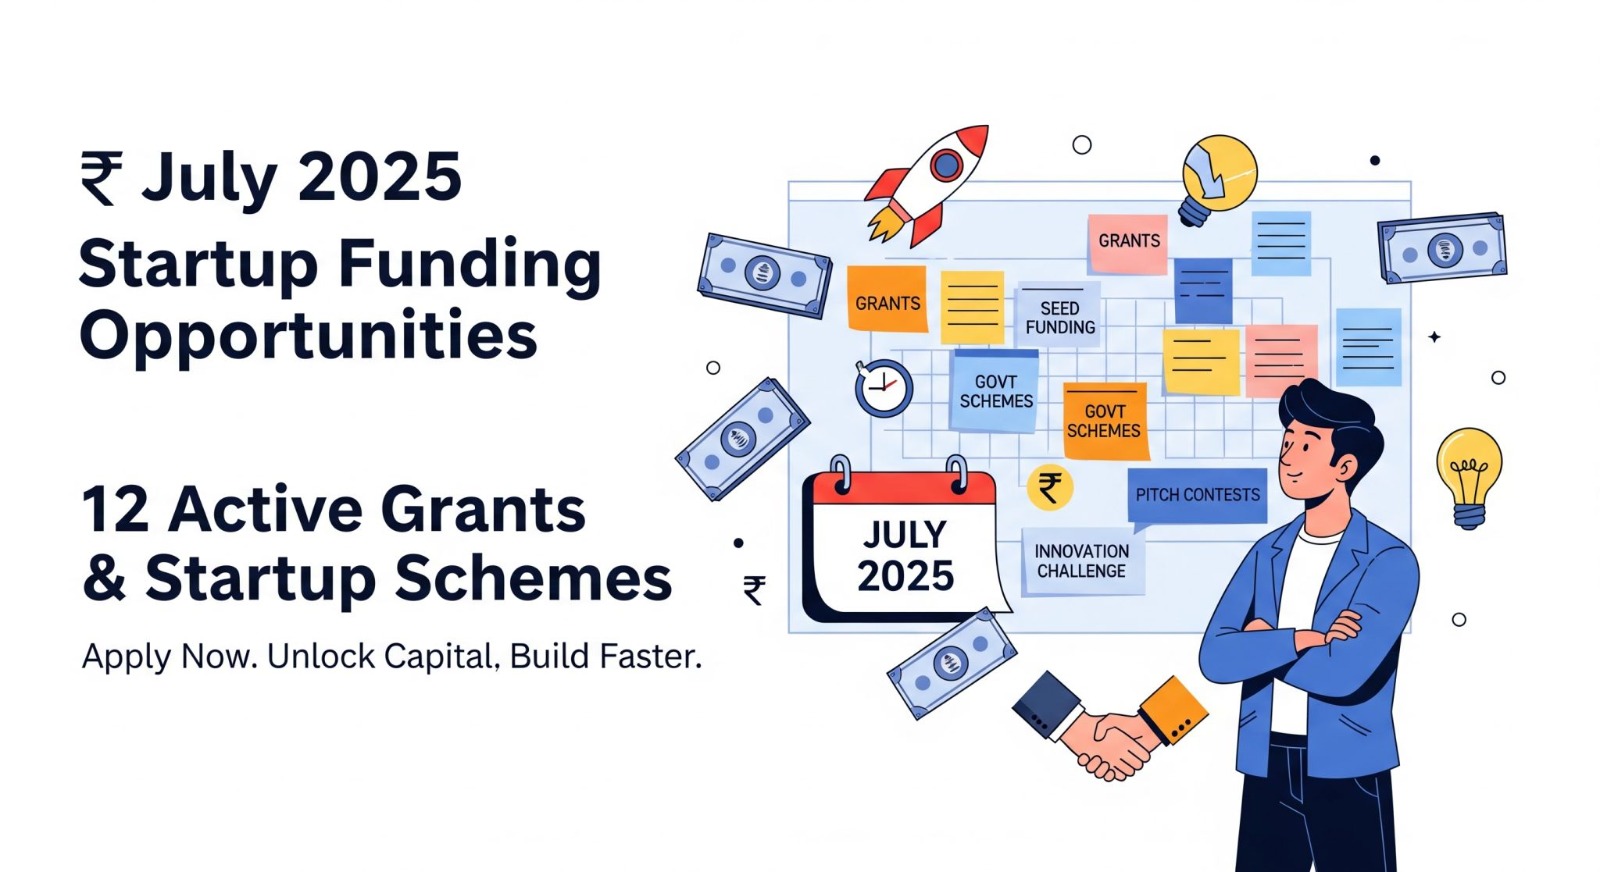 ₹ July 2025
Startup Funding
Opportunities
12 Active Grants
& Startup Schemes
Apply Now. Unlock Capital, Build Faster.
GRANTS
GRANTS
SEED
FUNDING
GOVT
SCHEMES
GOVT
SCHEMES
₹
PITCH CONTESTS
JULY
2025
INNOVATION
CHALLENGE
₹